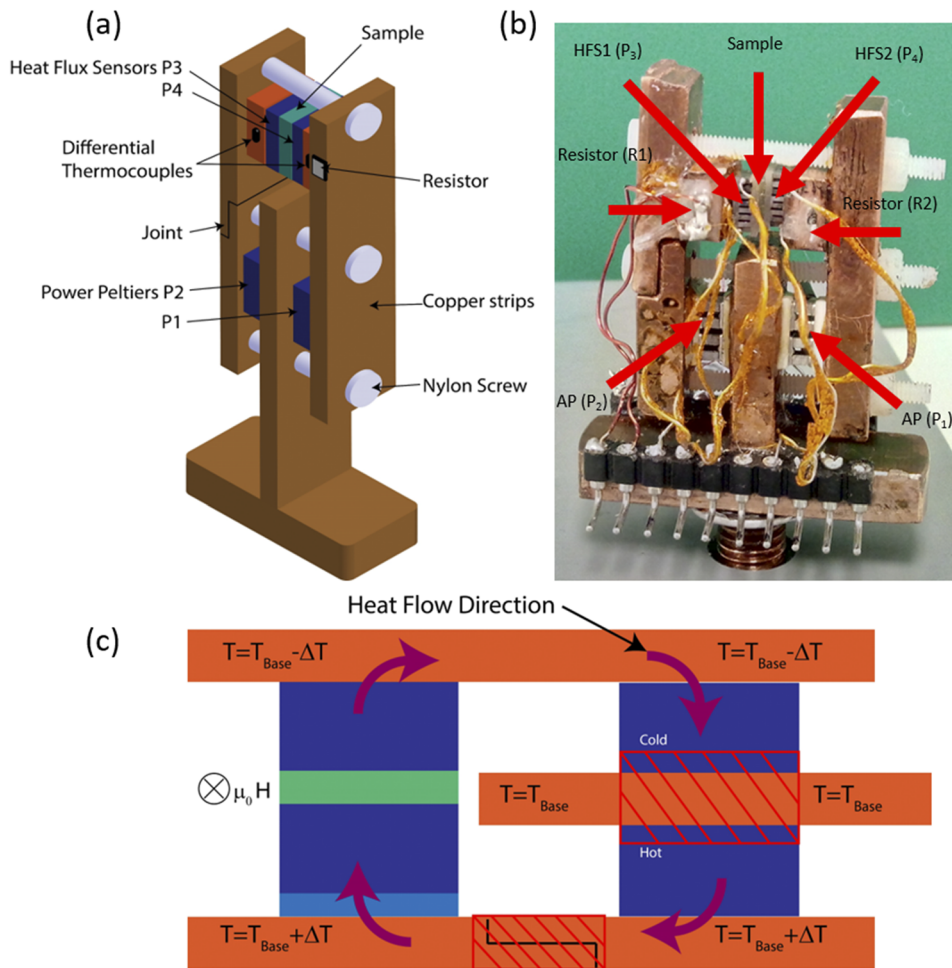 (a)
Sample
Heat Flux Sensors P3
P4
Differential
Thermocouples
Resistor
Joint
Power Peltiers P2
P1
Copper strips
Nylon Screw
(b)
HFS1 (P3)
Sample
HFS2 (P4)
Resistor (R1)
Resistor (R2)
AP (P2)
AP (P1)
(c)
Heat Flow Direction
T=TBase-ΔT
T=TBase-ΔT
Cold
⊗ μ0 H
T=TBase
T=TBase
Hot
T=TBase+ΔT
T=TBase+ΔT